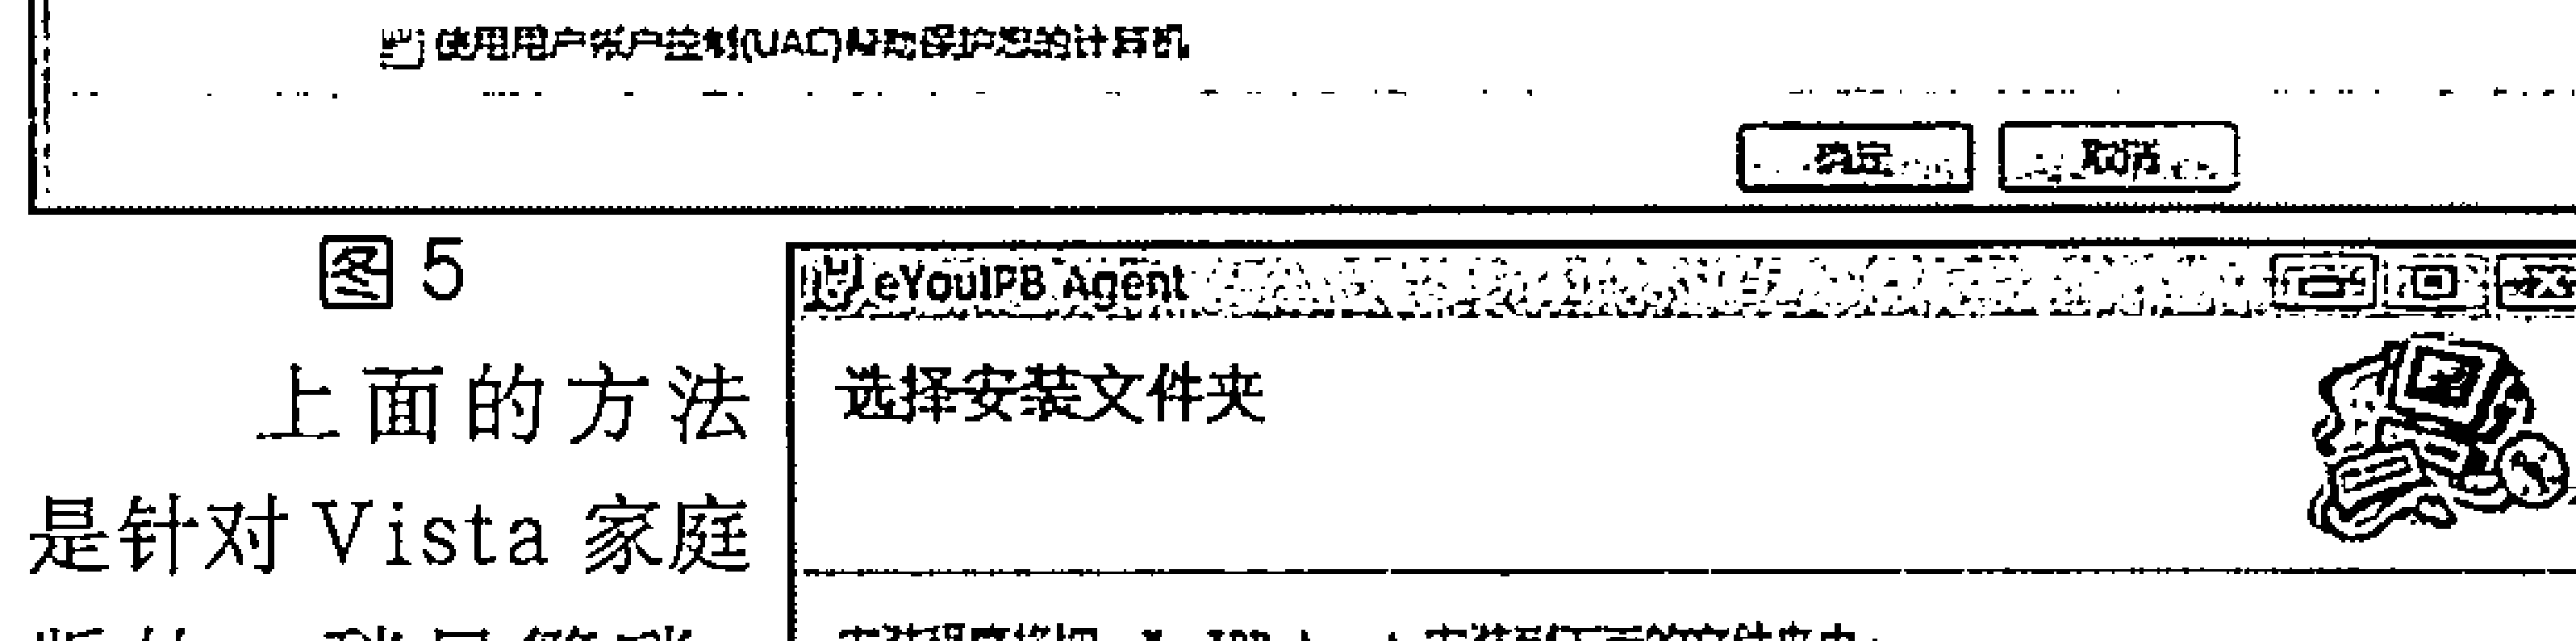 使用用户帐户控制(UAC)帮助保护您的计算机
确定 取消
图 5
eYouIPB Agent
选择安装文件夹
上面的方法
是针对 Vista 家庭